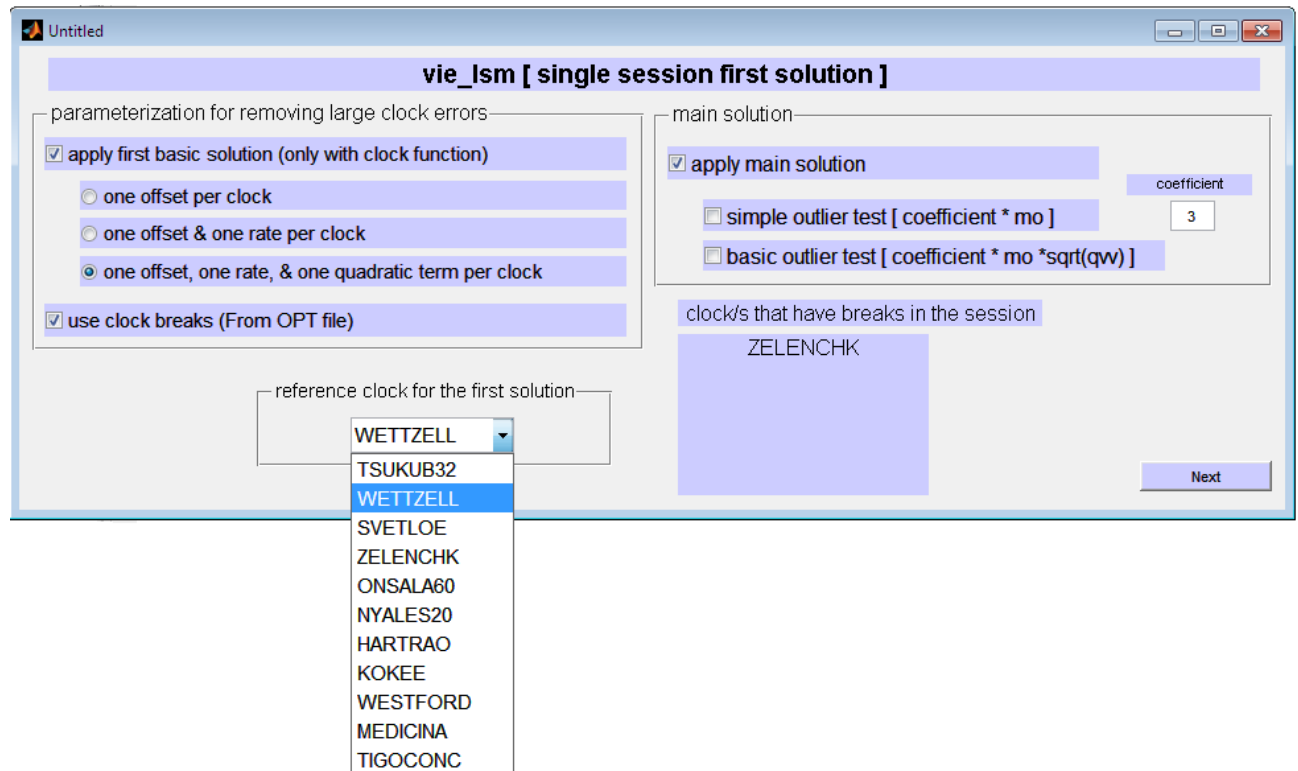 Untitled
vie_lsm [ single session first solution ]
parameterization for removing large clock errors
apply first basic solution (only with clock function)
one offset per clock
one offset & one rate per clock
one offset, one rate, & one quadratic term per clock
use clock breaks (From OPT file)
main solution
apply main solution
coefficient
simple outlier test [ coefficient * mo ]
3
basic outlier test [ coefficient * mo *sqrt(qvv) ]
clock/s that have breaks in the session
ZELENCHK
reference clock for the first solution
WETTZELL
TSUKUB32
WETTZELL
SVETLOE
ZELENCHK
ONSALA60
NYALES20
HARTRAO
KOKEE
WESTFORD
MEDICINA
TIGOCONC
Next